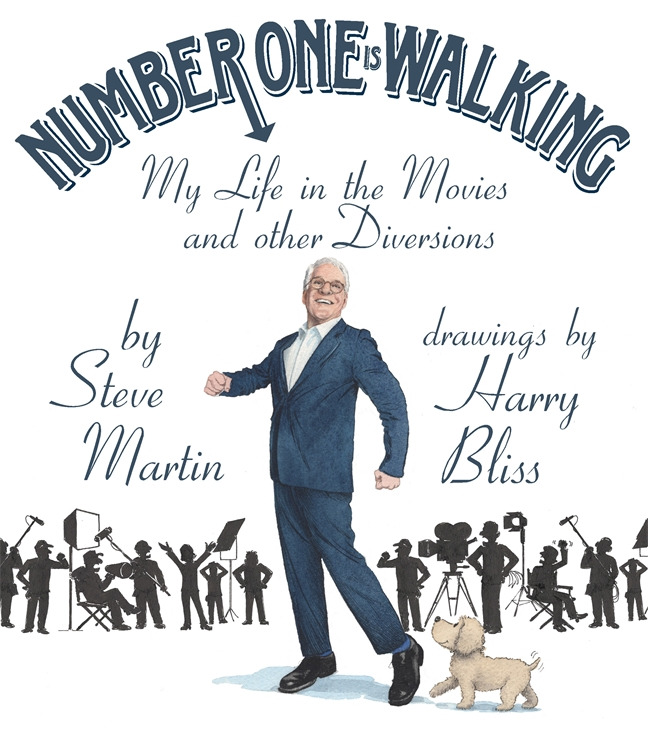 NUMBER ONE IS WALKING
My Life in the Movies
and other Diversions
by
Steve
Martin
drawings by
Harry
Bliss